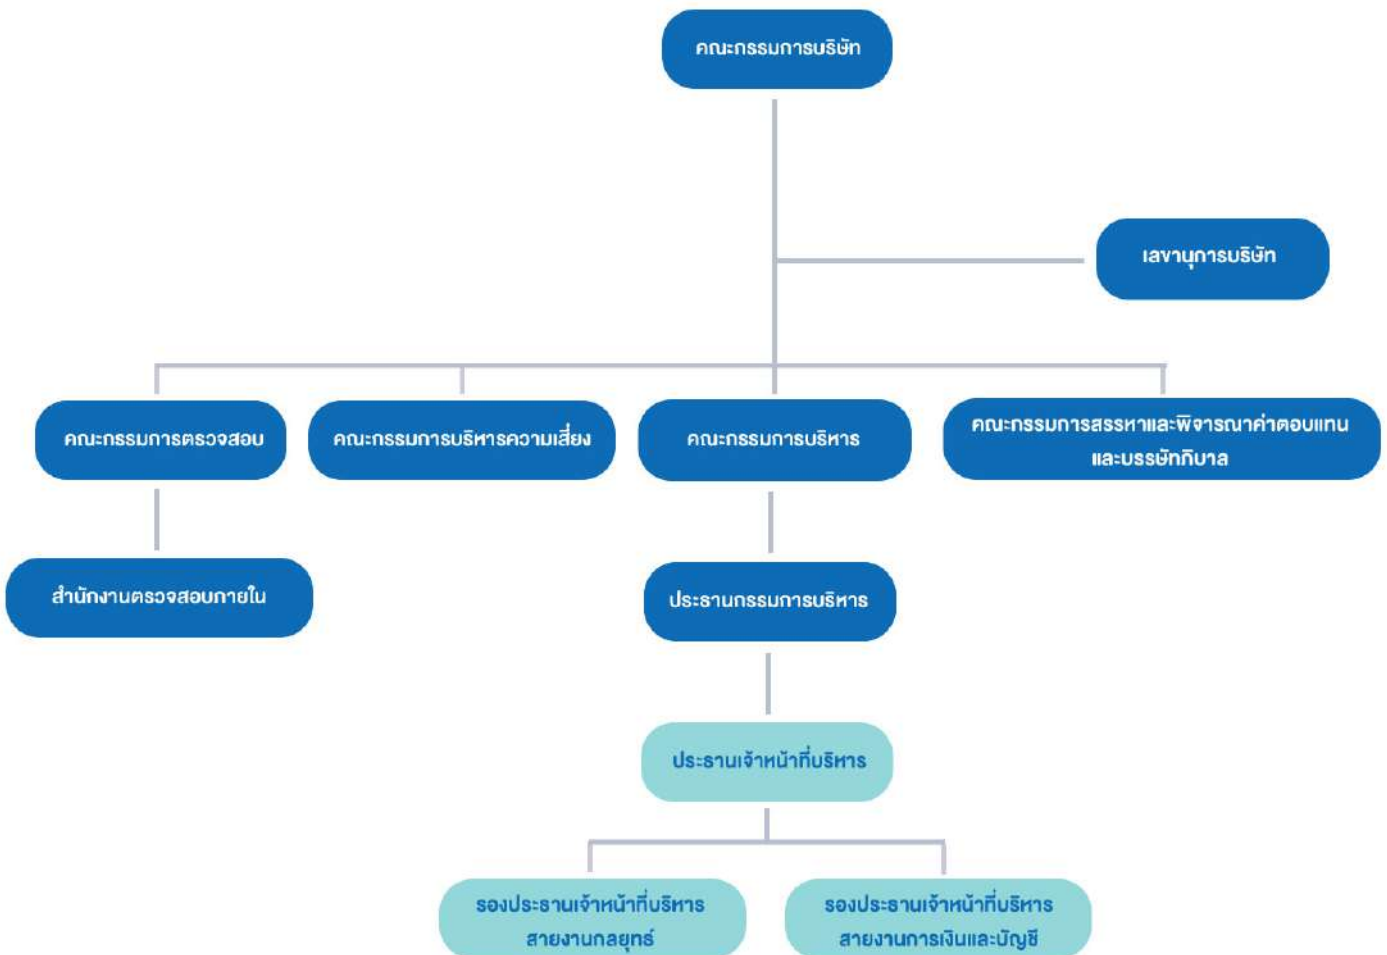 คณะกรรมการบริษัท
เลขานุการบริษัท
คณะกรรมการตรวจสอบ
คณะกรรมการบริหารความเสี่ยง
คณะกรรมการบริหาร
คณะกรรมการสรรหาและพิจารณาค่าตอบแทน
และบรรษัทภิบาล
สำนักงานตรวจสอบภายใน
ประธานกรรมการบริหาร
ประธานเจ้าหน้าที่บริหาร
รองประธานเจ้าหน้าที่บริหาร
สายงานกลยุทธ์
รองประธานเจ้าหน้าที่บริหาร
สายงานการเงินและบัญชี